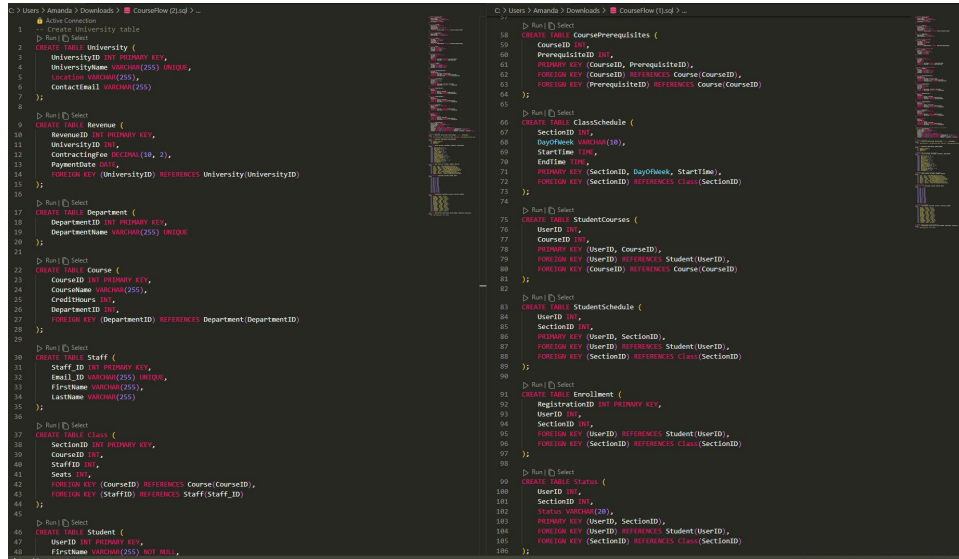 C: > Users > Amanda > Downloads > CourseFlow (2).sql > ...
Active Connection
1 -- Create University table
Run | Select
2 CREATE TABLE University (
3 UniversityID INT PRIMARY KEY,
4 UniversityName VARCHAR(255) UNIQUE,
5 Location VARCHAR(255),
6 ContactEmail VARCHAR(255)
7 );
8
Run | Select
9 CREATE TABLE Revenue (
10 RevenueID INT PRIMARY KEY,
11 UniversityID INT,
12 ContractingFee DECIMAL(10, 2),
13 PaymentDate DATE,
14 FOREIGN KEY (UniversityID) REFERENCES University(UniversityID)
15 );
16
Run | Select
17 CREATE TABLE Department (
18 DepartmentID INT PRIMARY KEY,
19 DepartmentName VARCHAR(255) UNIQUE
20 );
21
Run | Select
22 CREATE TABLE Course (
23 CourseID INT PRIMARY KEY,
24 CourseName VARCHAR(255),
25 CreditHours INT,
26 DepartmentID INT,
27 FOREIGN KEY (DepartmentID) REFERENCES Department(DepartmentID)
28 );
29
Run | Select
30 CREATE TABLE Staff (
31 Staff_ID INT PRIMARY KEY,
32 Email_ID VARCHAR(255) UNIQUE,
33 FirstName VARCHAR(255),
34 LastName VARCHAR(255)
35 );
36
Run | Select
37 CREATE TABLE Class (
38 SectionID INT PRIMARY KEY,
39 CourseID INT,
40 StaffID INT,
41 Seats INT,
42 FOREIGN KEY (CourseID) REFERENCES Course(CourseID),
43 FOREIGN KEY (StaffID) REFERENCES Staff(Staff_ID)
44 );
45
Run | Select
46 CREATE TABLE Student (
47 UserID INT PRIMARY KEY,
48 FirstName VARCHAR(255) NOT NULL,
C: > Users > Amanda > Downloads > CourseFlow (1).sql > ...
57
Run | Select
58 CREATE TABLE CoursePrerequisites (
59 CourseID INT,
60 PrerequisiteID INT,
61 PRIMARY KEY (CourseID, PrerequisiteID),
62 FOREIGN KEY (CourseID) REFERENCES Course(CourseID),
63 FOREIGN KEY (PrerequisiteID) REFERENCES Course(CourseID)
64 );
65
Run | Select
66 CREATE TABLE ClassSchedule (
67 SectionID INT,
68 DayOfWeek VARCHAR(10),
69 StartTime TIME,
70 EndTime TIME,
71 PRIMARY KEY (SectionID, DayOfWeek, StartTime),
72 FOREIGN KEY (SectionID) REFERENCES Class(SectionID)
73 );
74
Run | Select
75 CREATE TABLE StudentCourses (
76 UserID INT,
77 CourseID INT,
78 PRIMARY KEY (UserID, CourseID),
79 FOREIGN KEY (UserID) REFERENCES Student(UserID),
80 FOREIGN KEY (CourseID) REFERENCES Course(CourseID)
81 );
82
Run | Select
83 CREATE TABLE StudentSchedule (
84 UserID INT,
85 SectionID INT,
86 PRIMARY KEY (UserID, SectionID),
87 FOREIGN KEY (UserID) REFERENCES Student(UserID),
88 FOREIGN KEY (SectionID) REFERENCES Class(SectionID)
89 );
90
Run | Select
91 CREATE TABLE Enrollment (
92 RegistrationID INT PRIMARY KEY,
93 UserID INT,
94 SectionID INT,
95 FOREIGN KEY (UserID) REFERENCES Student(UserID),
96 FOREIGN KEY (SectionID) REFERENCES Class(SectionID)
97 );
98
Run | Select
99 CREATE TABLE Status (
100 UserID INT,
101 SectionID INT,
102 Status VARCHAR(20),
103 PRIMARY KEY (UserID, SectionID),
104 FOREIGN KEY (UserID) REFERENCES Student(UserID),
105 FOREIGN KEY (SectionID) REFERENCES Class(SectionID)
106 );